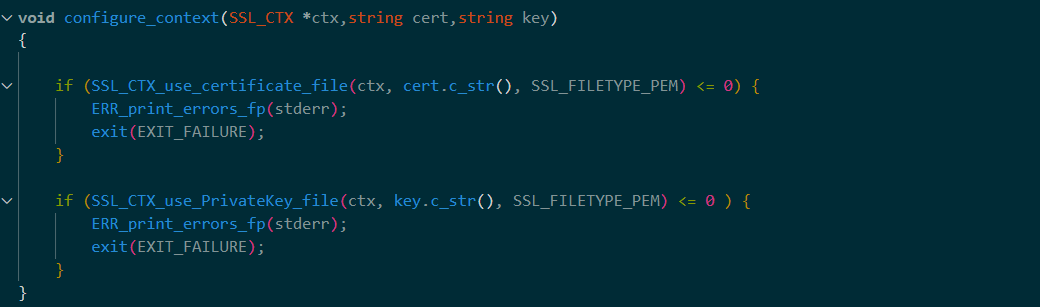 void configure_context(SSL_CTX *ctx,string cert,string key)
{
if (SSL_CTX_use_certificate_file(ctx, cert.c_str(), SSL_FILETYPE_PEM) <= 0) {
ERR_print_errors_fp(stderr);
exit(EXIT_FAILURE);
}
if (SSL_CTX_use_PrivateKey_file(ctx, key.c_str(), SSL_FILETYPE_PEM) <= 0 ) {
ERR_print_errors_fp(stderr);
exit(EXIT_FAILURE);
}
}